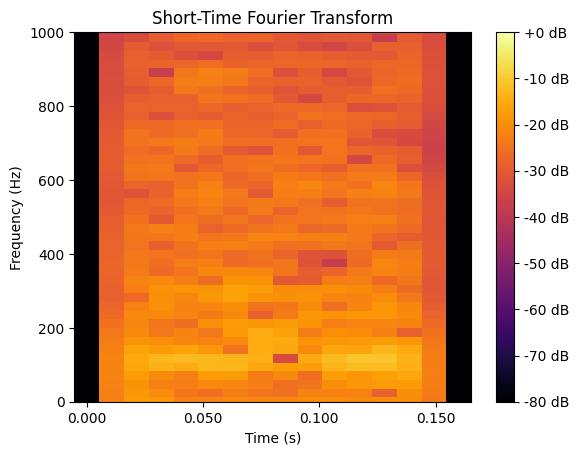 Short-Time Fourier Transform
1000
800
600
400
200
0
Frequency (Hz)
0.000
0.050
0.100
0.150
Time (s)
+0 dB
-10 dB
-20 dB
-30 dB
-40 dB
-50 dB
-60 dB
-70 dB
-80 dB